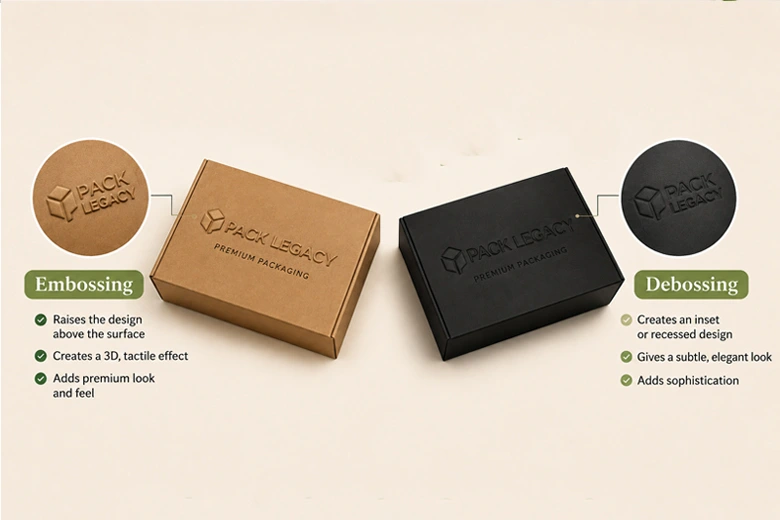 PACK
LEGACY
PACK LEGACY
PREMIUM PACKAGING
Embossing
Raises the design
above the surface
Creates a 3D, tactile effect
Adds premium look
and feel
PACK LEGACY
PREMIUM PACKAGING
PACK
LEGACY
Debossing
Creates an inset
or recessed design
Gives a subtle, elegant look
Adds sophistication